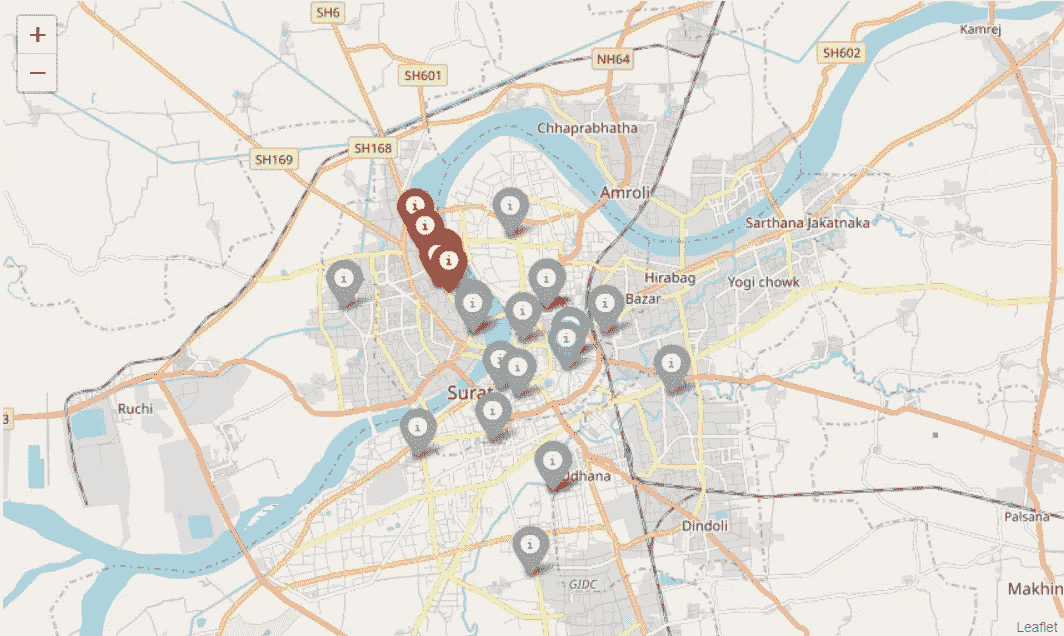 +
−
SH6
Kamrej
SH601
NH64
SH602
Chhaprabhatha
SH168
SH169
Amroli
Sarthana Jakatnaka
Hirabag
Yogi chowk
Bazar
Surat
Ruchi
3
dhana
Dindoli
Palsana
GIDC
Makhin
Leaflet